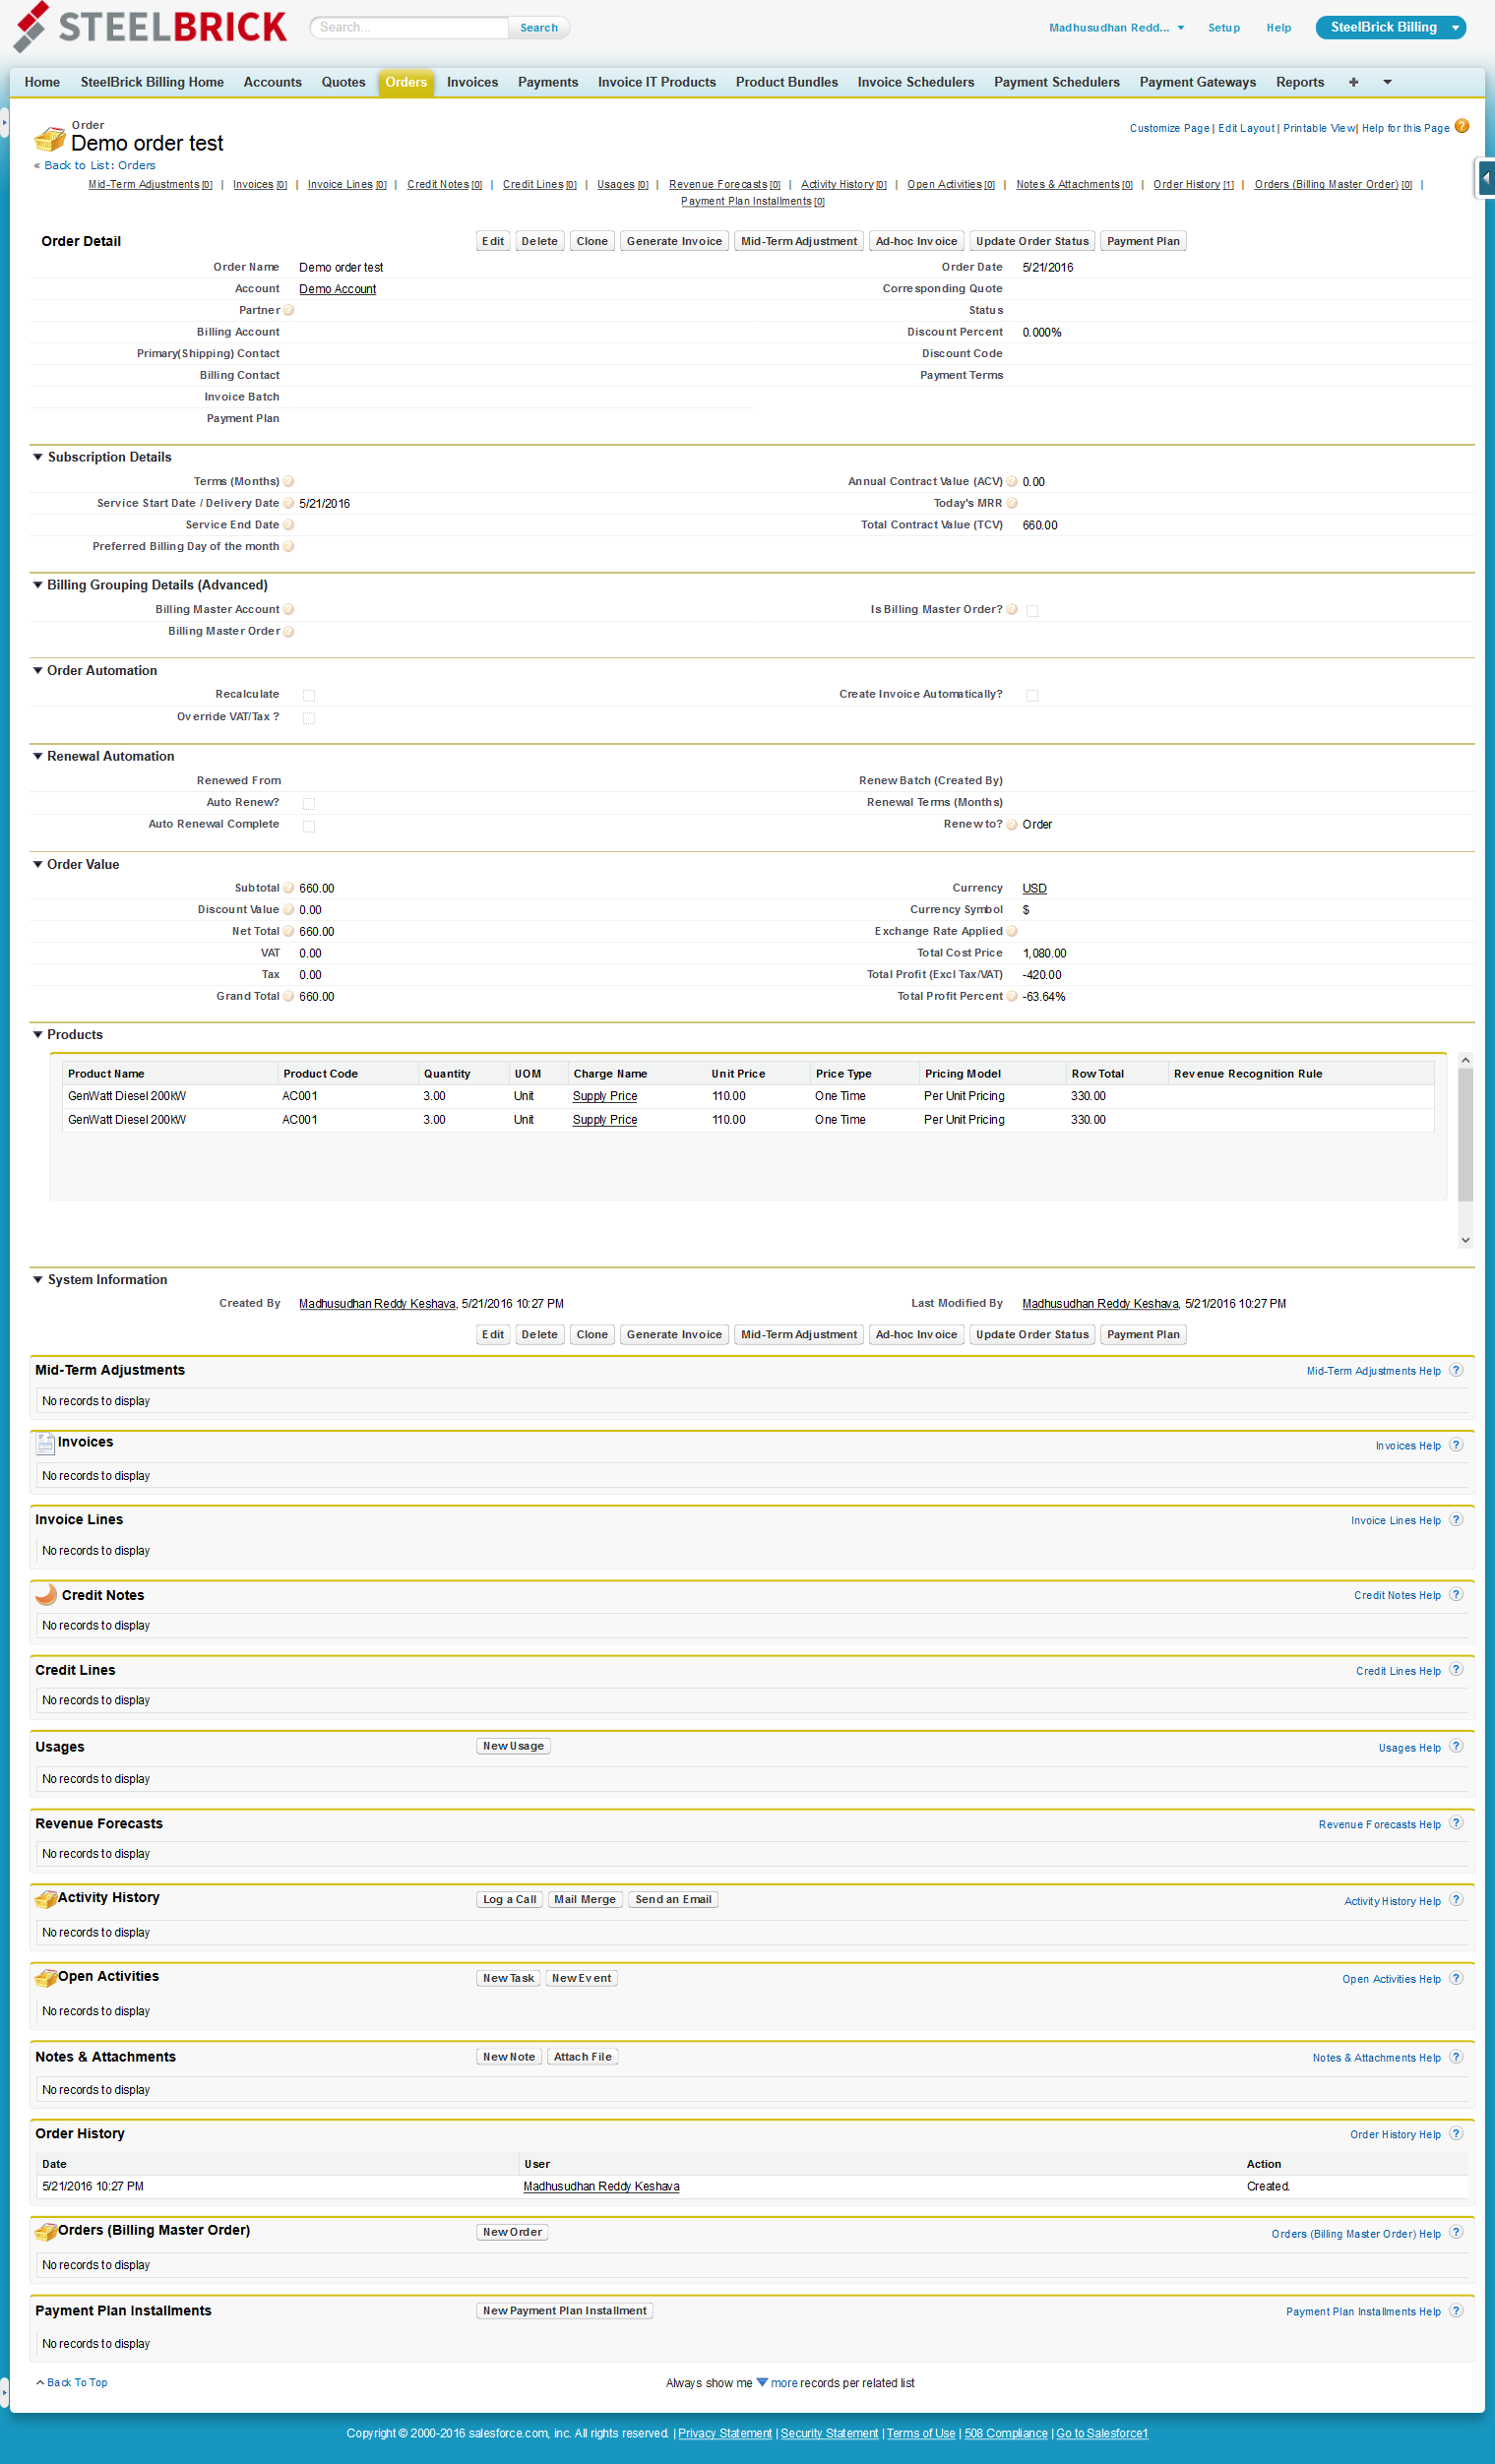 STEELBRICK
Search... Search
Madhusudhan Redd... Setup Help SteelBrick Billing
Home SteelBrick Billing Home Accounts Quotes Orders Invoices Payments Invoice IT Products Product Bundles Invoice Schedulers Payment Schedulers Payment Gateways Reports +
Order
Demo order test
Customize Page | Edit Layout | Printable View | Help for this Page ?
« Back to List: Orders
Mid-Term Adjustments [0] | Invoices [0] | Invoice Lines [0] | Credit Notes [0] | Credit Lines [0] | Usages [0] | Revenue Forecasts [0] | Activity History [0] | Open Activities [0] | Notes & Attachments [0] | Order History [1] | Orders (Billing Master Order) [0] |
Payment Plan Installments [0]
Order Detail Edit Delete Clone Generate Invoice Mid-Term Adjustment Ad-hoc Invoice Update Order Status Payment Plan
Order Name Demo order test Order Date 5/21/2016
Account Demo Account Corresponding Quote
Partner ? Status
Billing Account Discount Percent 0.000%
Primary(Shipping) Contact Discount Code
Billing Contact Payment Terms
Invoice Batch
Payment Plan
Subscription Details
Terms (Months) ? Annual Contract Value (ACV) ? 0.00
Service Start Date / Delivery Date ? 5/21/2016 Today's MRR ?
Service End Date ? Total Contract Value (TCV) 660.00
Preferred Billing Day of the month ?
Billing Grouping Details (Advanced)
Billing Master Account ? Is Billing Master Order? ?
Billing Master Order ?
Order Automation
Recalculate Create Invoice Automatically?
Override VAT/Tax ?
Renewal Automation
Renewed From Renew Batch (Created By)
Auto Renew? Renewal Terms (Months)
Auto Renewal Complete Renew to? ? Order
Order Value
Subtotal ? 660.00 Currency USD
Discount Value ? 0.00 Currency Symbol $
Net Total ? 660.00 Exchange Rate Applied ?
VAT 0.00 Total Cost Price 1,080.00
Tax 0.00 Total Profit (Excl Tax/VAT) -420.00
Grand Total ? 660.00 Total Profit Percent ? -63.64%
Products
Product Name Product Code Quantity UOM Charge Name Unit Price Price Type Pricing Model Row Total Revenue Recognition Rule
GenWatt Diesel 200kW AC001 3.00 Unit Supply Price 110.00 One Time Per Unit Pricing 330.00
GenWatt Diesel 200kW AC001 3.00 Unit Supply Price 110.00 One Time Per Unit Pricing 330.00
System Information
Created By Madhusudhan Reddy Keshava, 5/21/2016 10:27 PM Last Modified By Madhusudhan Reddy Keshava, 5/21/2016 10:27 PM
Edit Delete Clone Generate Invoice Mid-Term Adjustment Ad-hoc Invoice Update Order Status Payment Plan
Mid-Term Adjustments Mid-Term Adjustments Help ?
No records to display
Invoices Invoices Help ?
No records to display
Invoice Lines Invoice Lines Help ?
No records to display
Credit Notes Credit Notes Help ?
No records to display
Credit Lines Credit Lines Help ?
No records to display
Usages New Usage Usages Help ?
No records to display
Revenue Forecasts Revenue Forecasts Help ?
No records to display
Activity History Log a Call Mail Merge Send an Email Activity History Help ?
No records to display
Open Activities New Task New Event Open Activities Help ?
No records to display
Notes & Attachments New Note Attach File Notes & Attachments Help ?
No records to display
Order History Order History Help ?
Date User Action
5/21/2016 10:27 PM Madhusudhan Reddy Keshava Created.
Orders (Billing Master Order) New Order Orders (Billing Master Order) Help ?
No records to display
Payment Plan Installments New Payment Plan Installment Payment Plan Installments Help ?
No records to display
Back To Top Always show me more records per related list
Copyright © 2000-2016 salesforce.com, inc. All rights reserved. | Privacy Statement | Security Statement | Terms of Use | 508 Compliance | Go to Salesforce1